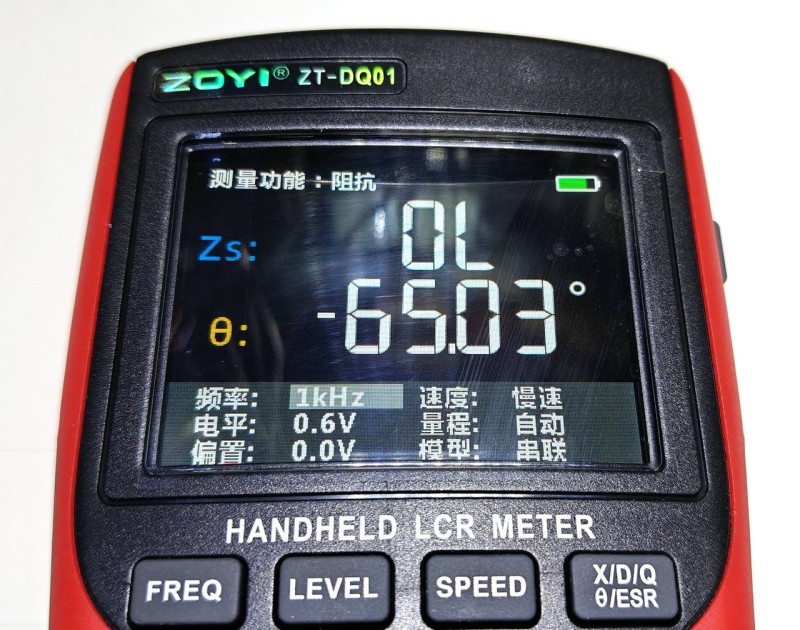 ZOYI® ZT-DQ01
测量功能：阻抗
Zs: OL
θ: -65.03°
频率: 1kHz 速度: 慢速
电平: 0.6V 量程: 自动
偏置: 0.0V 模型: 串联
HANDHELD LCR METER
FREQ LEVEL SPEED X/D/Q
θ/ESR